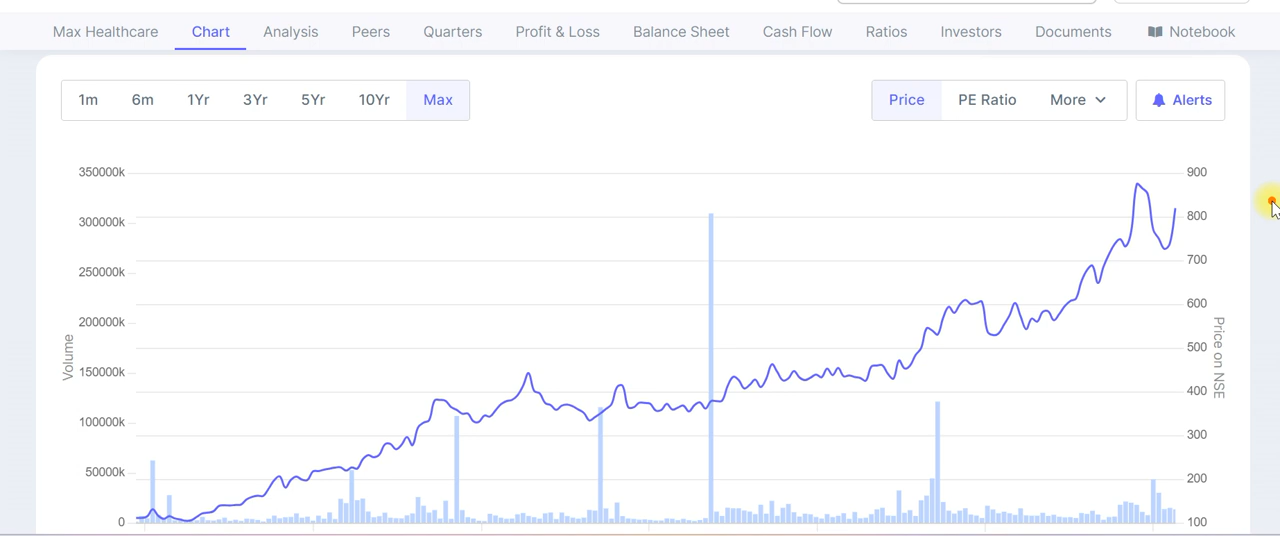 Max Healthcare Chart Analysis Peers Quarters Profit & Loss Balance Sheet Cash Flow Ratios Investors Documents Notebook
1m 6m 1Yr 3Yr 5Yr 10Yr Max Price PE Ratio More Alerts
350000k 900
300000k 800
250000k 700
200000k 600
150000k 500
100000k 400
50000k 300
0 200
100
Volume
Price on NSE